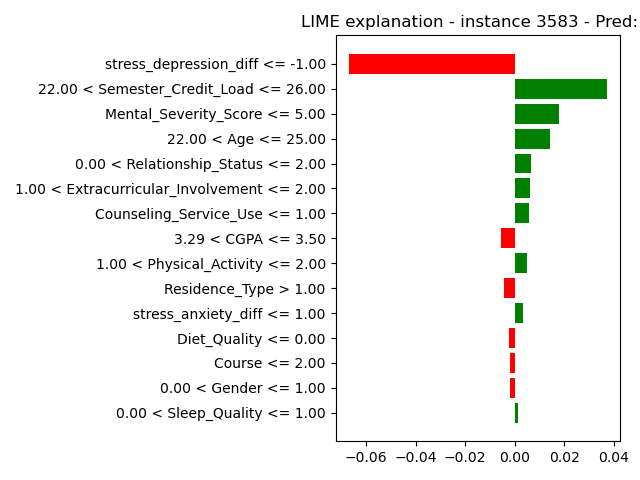 LIME explanation - instance 3583 - Pred:
stress_depression_diff <= -1.00
22.00 < Semester_Credit_Load <= 26.00
Mental_Severity_Score <= 5.00
22.00 < Age <= 25.00
0.00 < Relationship_Status <= 2.00
1.00 < Extracurricular_Involvement <= 2.00
Counseling_Service_Use <= 1.00
3.29 < CGPA <= 3.50
1.00 < Physical_Activity <= 2.00
Residence_Type > 1.00
stress_anxiety_diff <= 1.00
Diet_Quality <= 0.00
Course <= 2.00
0.00 < Gender <= 1.00
0.00 < Sleep_Quality <= 1.00
−0.06 −0.04 −0.02 0.00 0.02 0.04